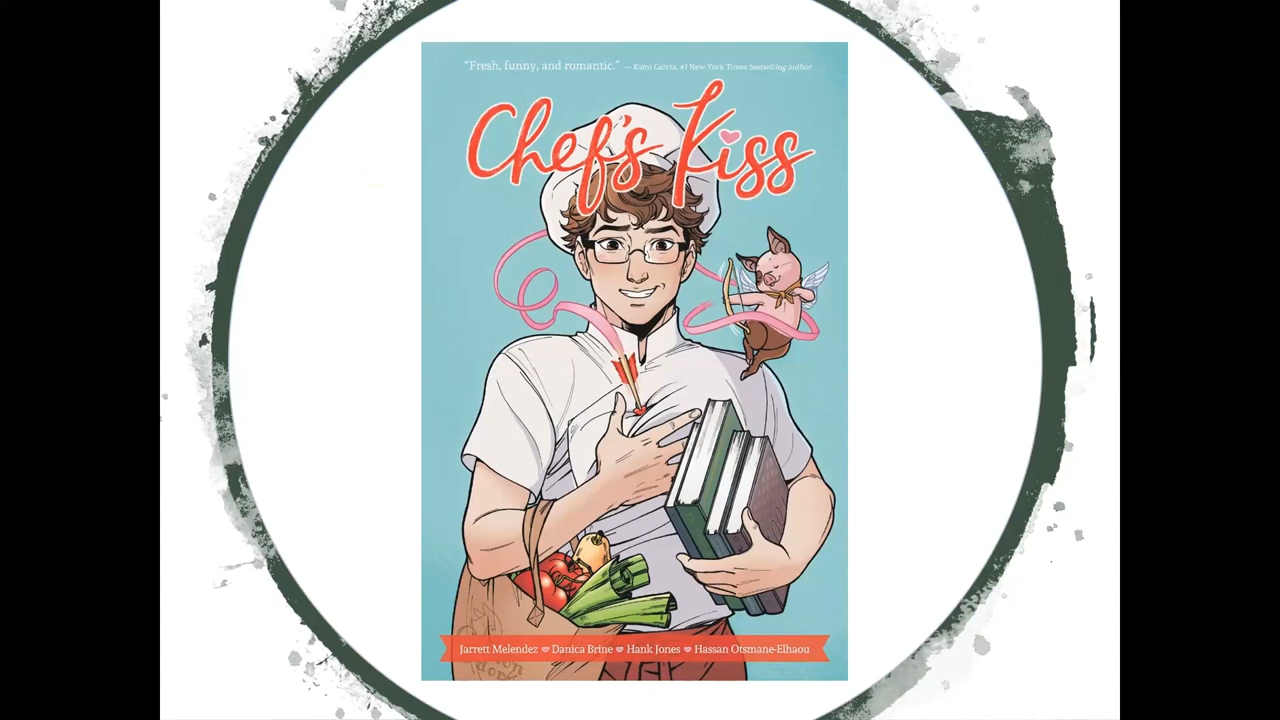 "Fresh, funny, and romantic." — Kami Garcia, #1 New York Times bestselling author
Chef's Kiss
Jarrett Melendez Danica Brine Hank Jones Hassan Otsmane-Elhaou